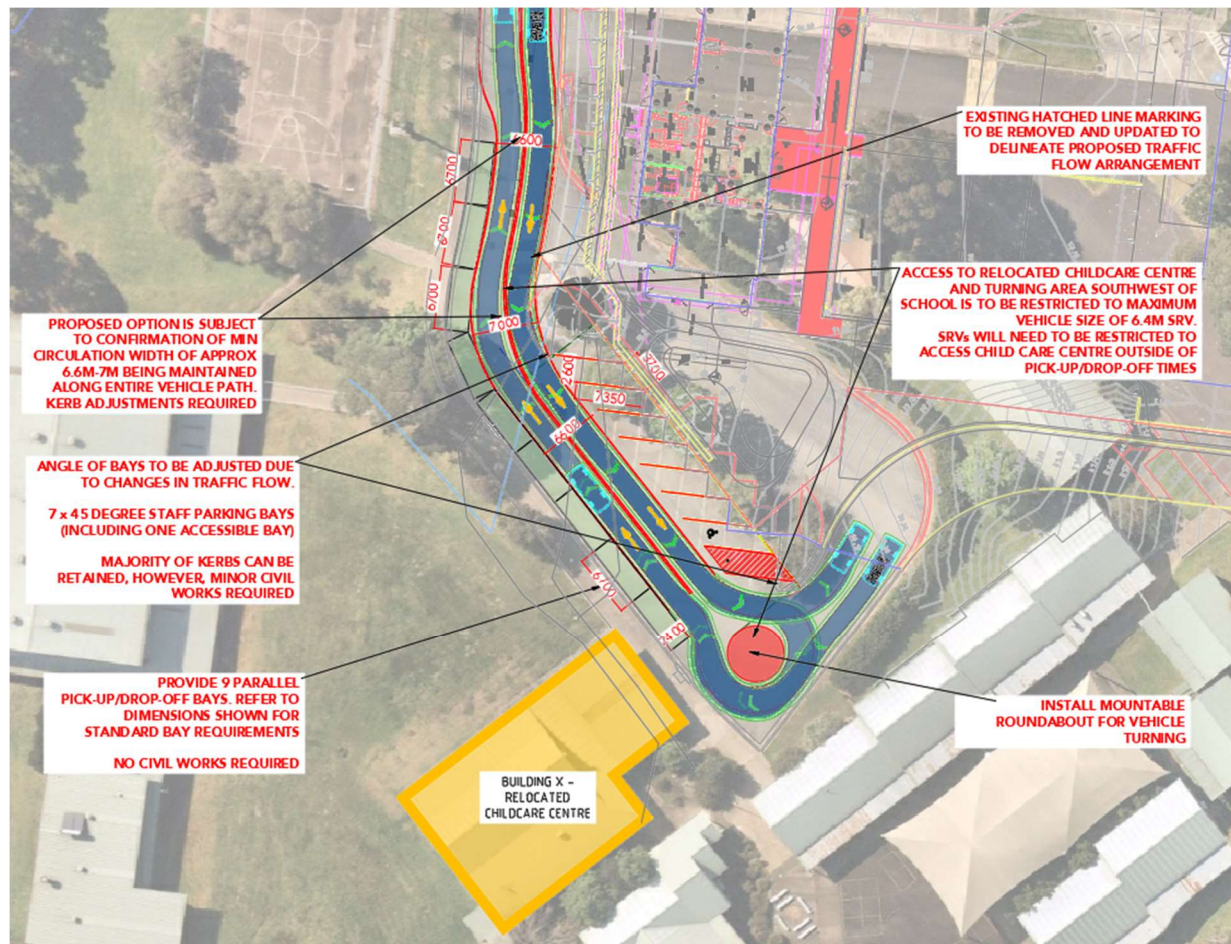 EXISTING HATCHED LINE MARKING
TO BE REMOVED AND UPDATED TO
DELINEATE PROPOSED TRAFFIC
FLOW ARRANGEMENT
6600
6700
6700
6700
ACCESS TO RELOCATED CHILDCARE CENTRE
AND TURNING AREA SOUTHWEST OF
SCHOOL IS TO BE RESTRICTED TO MAXIMUM
VEHICLE SIZE OF 6.4M SRV.
SRVs WILL NEED TO BE RESTRICTED TO
ACCESS CHILD CARE CENTRE OUTSIDE OF
PICK-UP/DROP-OFF TIMES
PROPOSED OPTION IS SUBJECT
TO CONFIRMATION OF MIN
CIRCULATION WIDTH OF APPROX
6.6M-7M BEING MAINTAINED
ALONG ENTIRE VEHICLE PATH.
KERB ADJUSTMENTS REQUIRED
7000
2600
3700
7350
6600
ANGLE OF BAYS TO BE ADJUSTED DUE
TO CHANGES IN TRAFFIC FLOW.
7 x 45 DEGREE STAFF PARKING BAYS
(INCLUDING ONE ACCESSIBLE BAY)
MAJORITY OF KERBS CAN BE
RETAINED, HOWEVER, MINOR CIVIL
WORKS REQUIRED
6700
2400
PROVIDE 9 PARALLEL
PICK-UP/DROP-OFF BAYS. REFER TO
DIMENSIONS SHOWN FOR
STANDARD BAY REQUIREMENTS
NO CIVIL WORKS REQUIRED
INSTALL MOUNTABLE
ROUNDABOUT FOR VEHICLE
TURNING
BUILDING X -
RELOCATED
CHILDCARE CENTRE